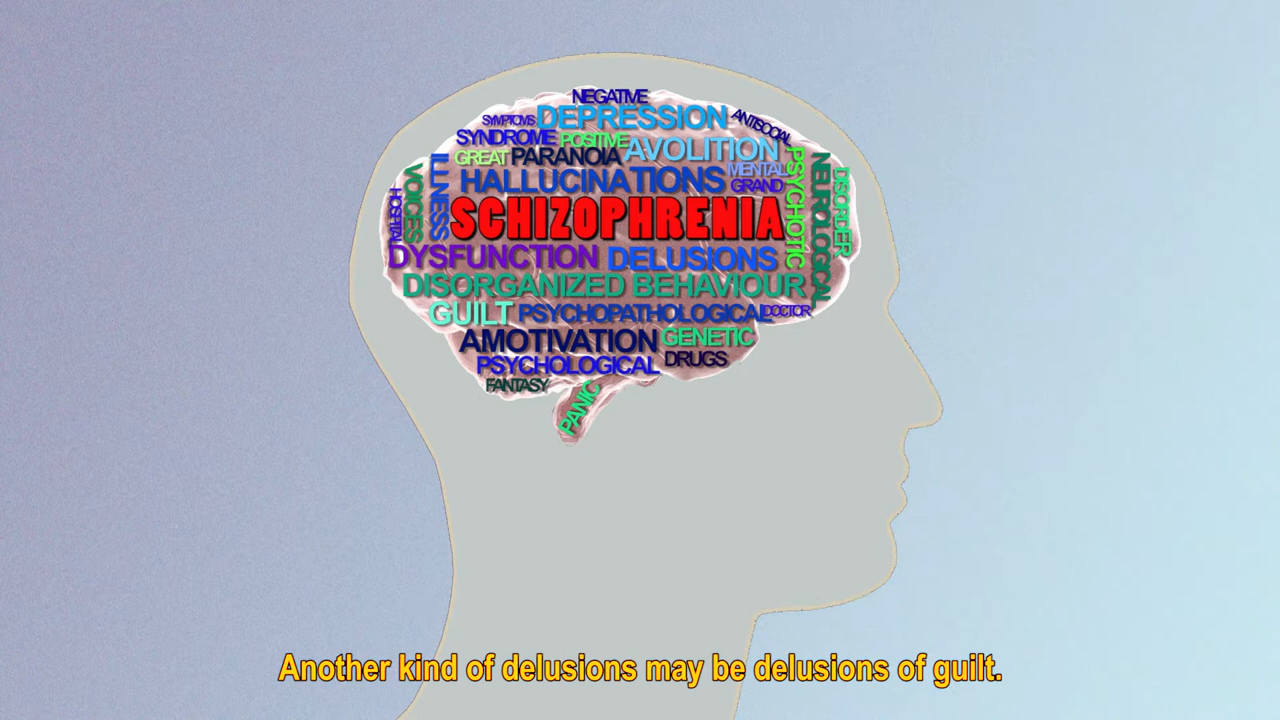 NEGATIVE
SYMPTOMS DEPRESSION ANTISOCIAL
SYNDROME POSITIVE AVOLITION
GREAT PARANOIA MENTAL
HALLUCINATIONS GRAND
VOICES ILLNESS PSYCHOTIC NEUROLOGICAL DISORDER
HOSPITAL SCHIZOPHRENIA
DYSFUNCTION DELUSIONS
DISORGANIZED BEHAVIOUR
GUILT PSYCHOPATHOLOGICAL DOCTOR
AMOTIVATION GENETIC
PSYCHOLOGICAL DRUGS
FANTASY
PANIC
Another kind of delusions may be delusions of guilt.